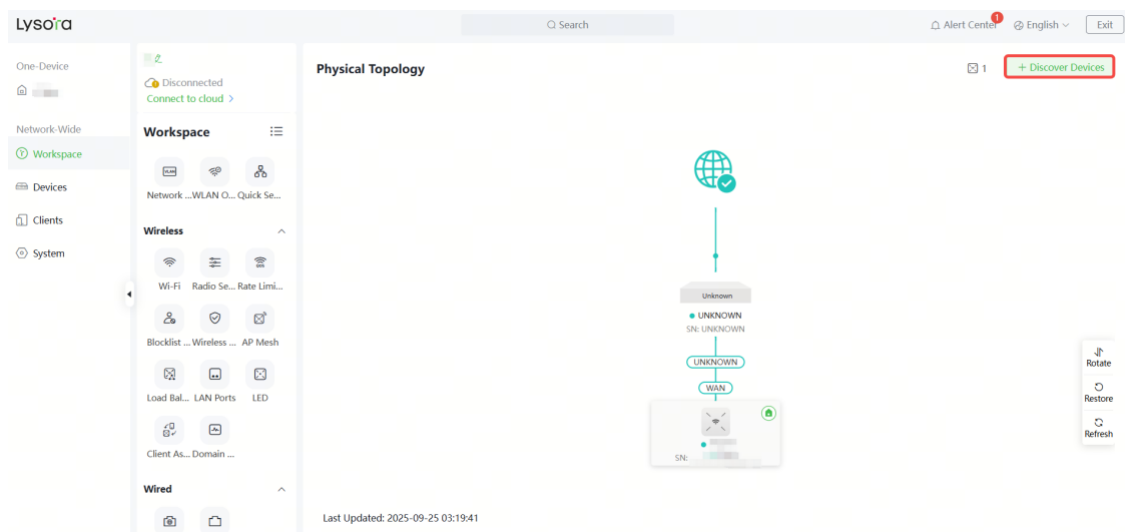 Lysora
Search
Alert Center
1
English
Exit
One-Device
Network-Wide
Workspace
Devices
Clients
System
Disconnected
Connect to cloud >
Workspace
Network ... WLAN O... Quick Se...
Wireless
Wi-Fi Radio Se... Rate Limi...
Blocklist ... Wireless ... AP Mesh
Load Bal... LAN Ports LED
Client As... Domain ...
Wired
Physical Topology
1
+ Discover Devices
Unknown
UNKNOWN
SN: UNKNOWN
UNKNOWN
WAN
SN:
Rotate
Restore
Refresh
Last Updated: 2025-09-25 03:19:41